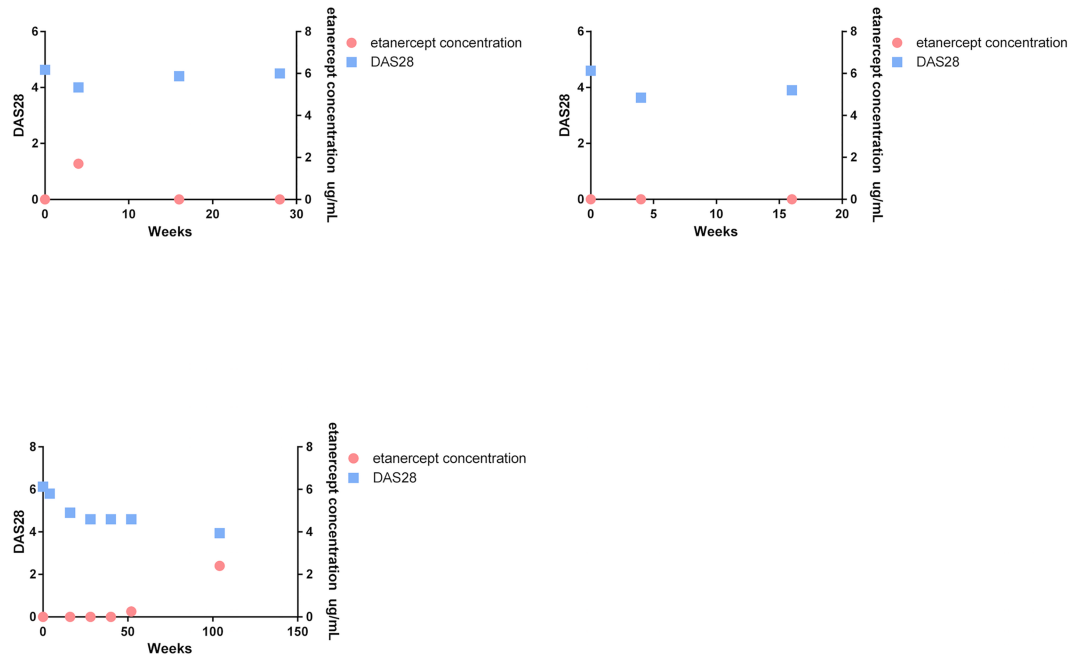 6
4
2
0
DAS28
0
10
20
30
Weeks
8
6
4
2
0
etanercept concentration ug/mL
etanercept concentration
DAS28
6
4
2
0
DAS28
0
5
10
15
20
Weeks
8
6
4
2
0
etanercept concentration ug/mL
etanercept concentration
DAS28
8
6
4
2
0
DAS28
0
50
100
150
Weeks
8
6
4
2
0
etanercept concentration ug/mL
etanercept concentration
DAS28